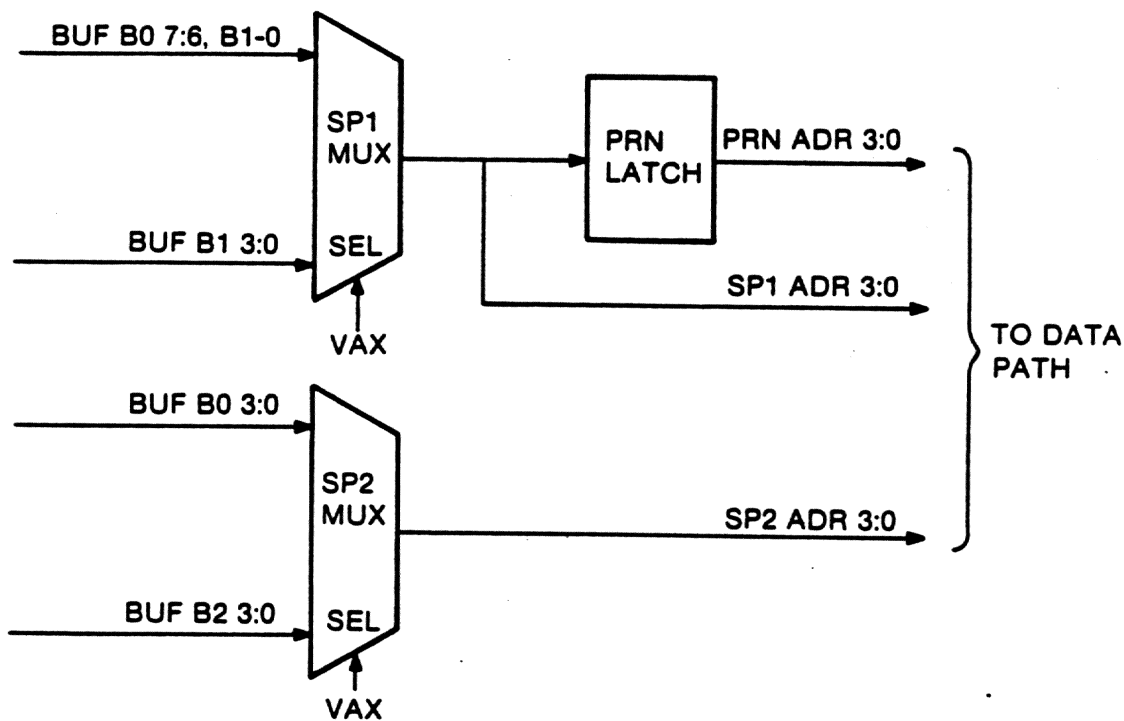 BUF B0 7:6, B1-0
SP1
MUX
PRN
LATCH
PRN ADR 3:0
BUF B1 3:0
SEL
SP1 ADR 3:0
VAX
TO DATA
PATH
BUF B0 3:0
SP2
MUX
SP2 ADR 3:0
BUF B2 3:0
SEL
VAX